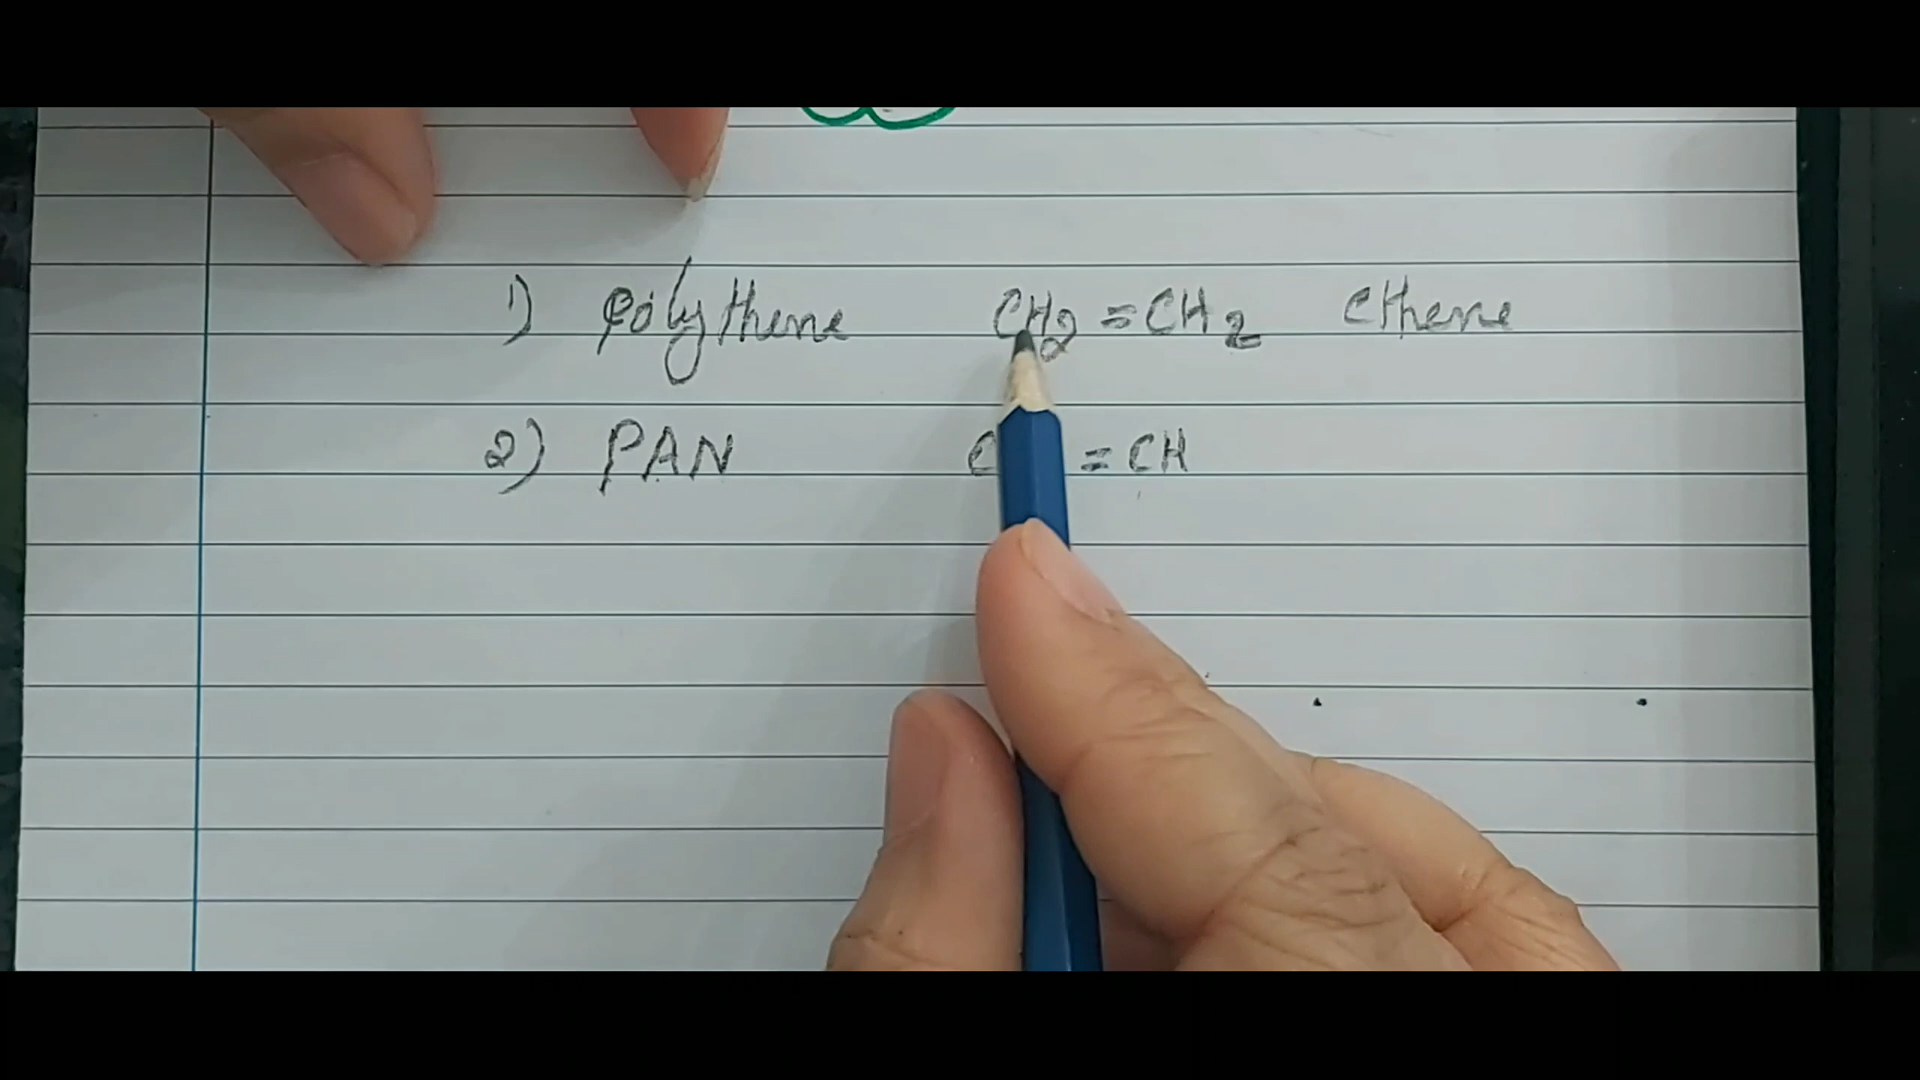 1) Polythene CH2 = CH2 Ethene
2) PAN C = CH